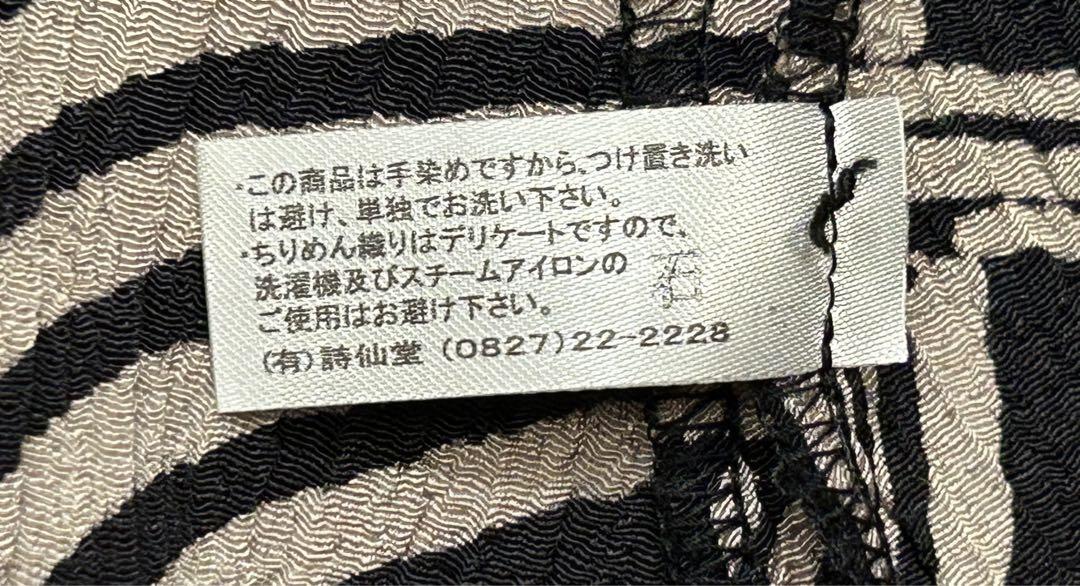 ・この商品は手染めですから、つけ置き洗い
は避け、単独でお洗い下さい。
・ちりめん織りはデリケートですので、
洗濯機及びスチームアイロンの
ご使用はお避け下さい。
(有)詩仙堂 (0827)22-2228